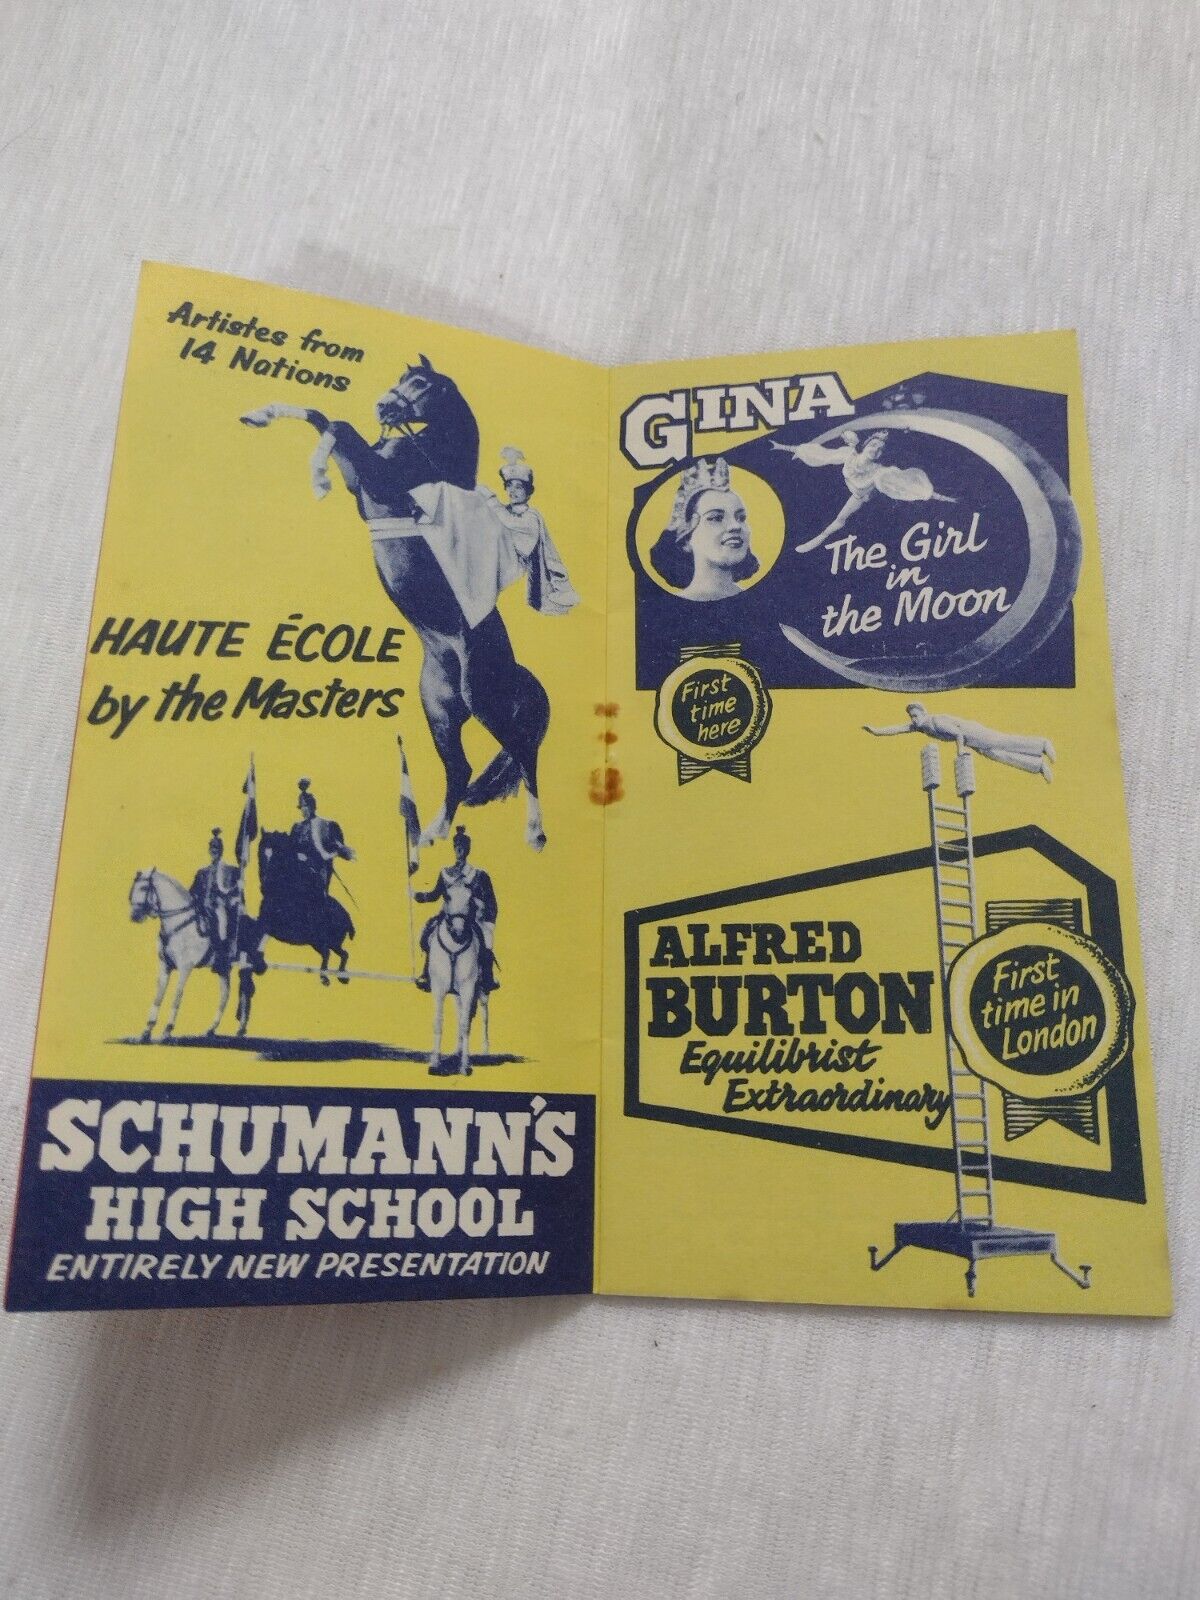 Artistes from
14 Nations
HAUTE ÉCOLE
by the Masters
SCHUMANN'S
HIGH SCHOOL
ENTIRELY NEW PRESENTATION
GINA
The Girl
in
the Moon
First
time
here
ALFRED
BURTON
Equilibrist
Extraordinary
First
time in
London